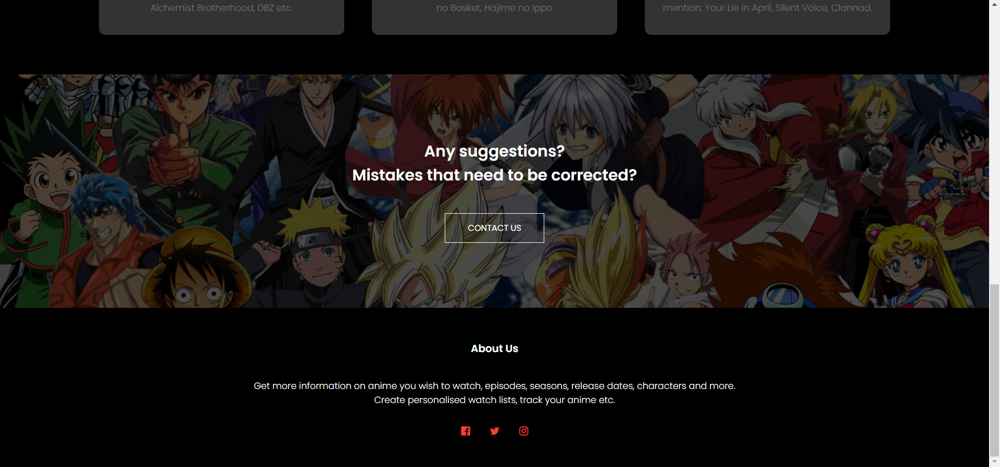 Alchemist Brotherhood, DBZ etc.
no Basket, Hajime no Ippo
mention: Your Lie in April, Silent Voice, Clannad.
Any suggestions?
Mistakes that need to be corrected?
CONTACT US
About Us
Get more information on anime you wish to watch, episodes, seasons, release dates, characters and more.
Create personalised watch lists, track your anime etc.